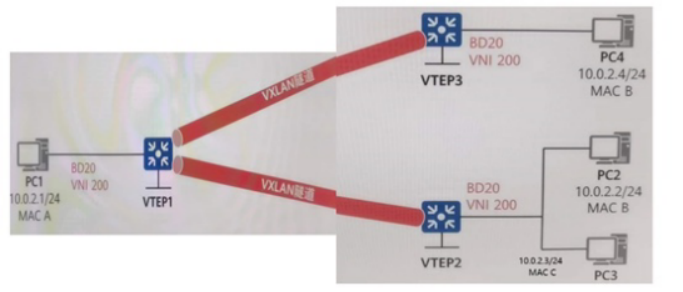 BD20
VNI 200
VTEP3
PC4
10.0.2.4/24
MAC B
VXLAN隧道
PC1
10.0.2.1/24
MAC A
BD20
VNI 200
VTEP1
VXLAN隧道
BD20
VNI 200
VTEP2
PC2
10.0.2.2/24
MAC B
10.0.2.3/24
MAC C
PC3